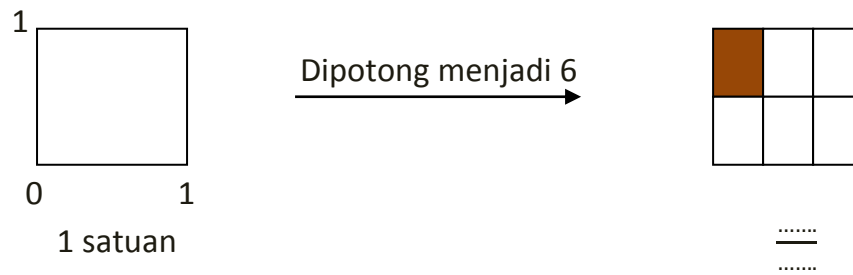 1
Dipotong menjadi 6
0 1
1 satuan
.......
.......